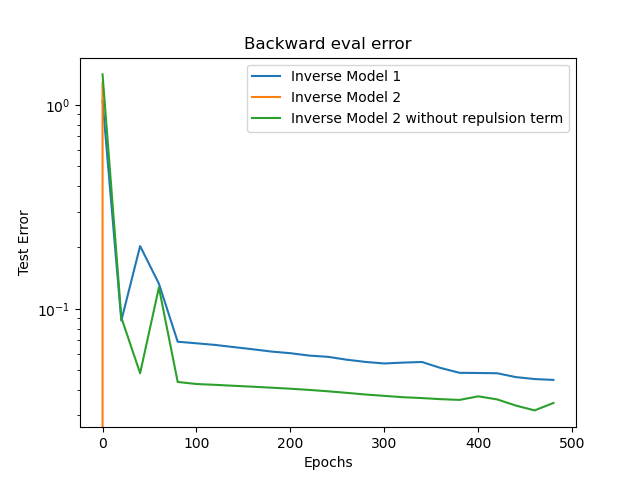 Backward eval error
Inverse Model 1
Inverse Model 2
Inverse Model 2 without repulsion term
Test Error
10⁰
10⁻¹
0 100 200 300 400 500
Epochs